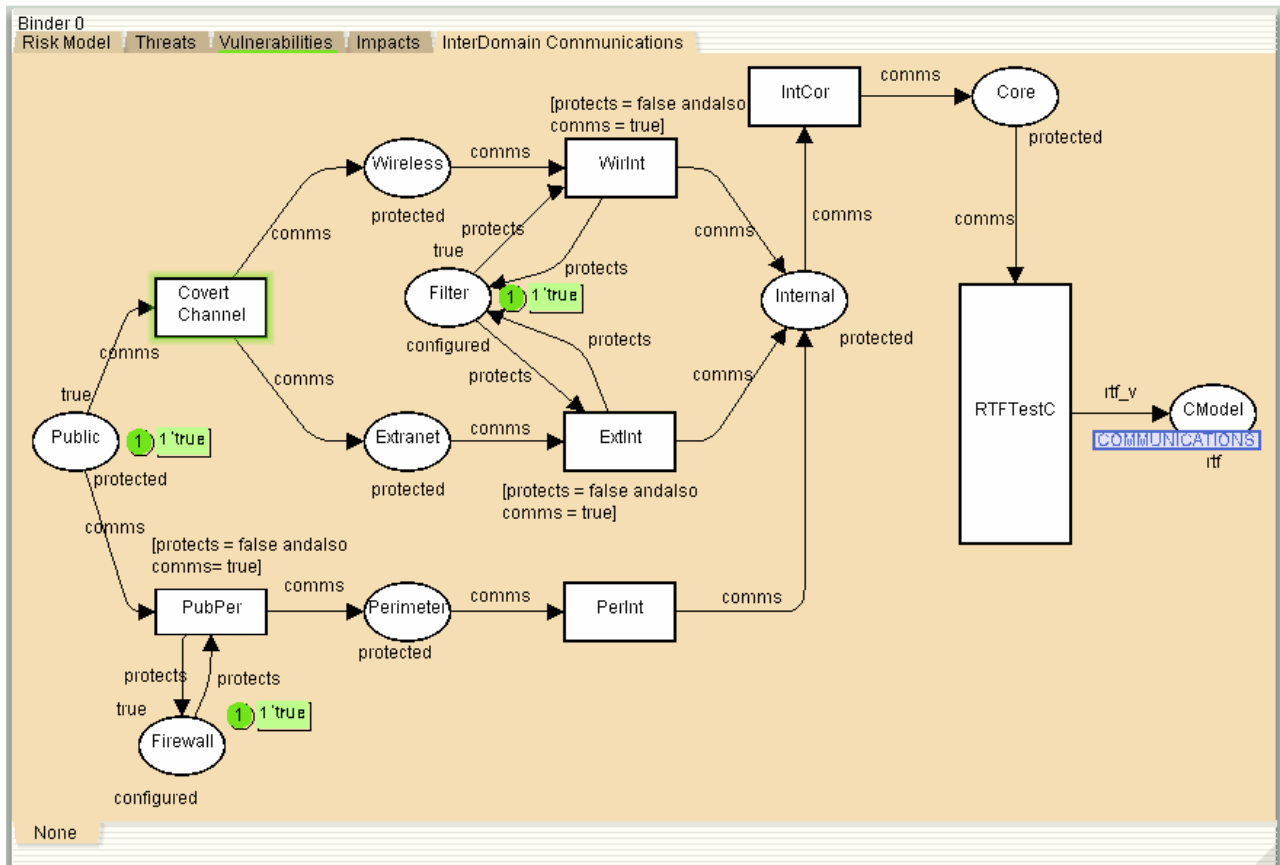 Binder 0
Risk Model Threats Vulnerabilities Impacts InterDomain Communications
IntCor
comms
Core
protected
[protects = false andalso
comms = true]
Wireless
comms
WirInt
protected
comms
protects
true
comms
comms
comms
protects
Covert
Channel
Filter
1
1`true
Internal
configured
protected
protects
comms
comms
protects
comms
true
RTFTestC
rtf_v
CModel
COMMUNICATIONS
rtf
Public
1
1`true
protected
Extranet
comms
ExtInt
protected
[protects = false andalso
comms = true]
comms
[protects = false andalso
comms= true]
PubPer
comms
Perimeter
comms
PerInt
comms
protected
protects
protects
true
1
1`true
Firewall
configured
None